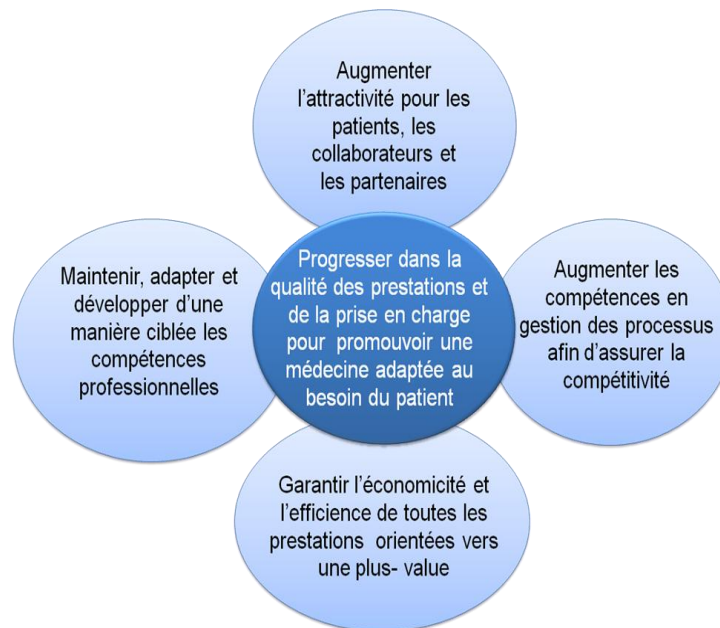 Augmenter
l'attractivité pour les
patients, les
collaborateurs et
les partenaires
Maintenir, adapter et
développer d'une
manière ciblée les
compétences
professionnelles
Progresser dans la
qualité des prestations et
de la prise en charge
pour promouvoir une
médecine adaptée au
besoin du patient
Augmenter les
compétences en
gestion des processus
afin d'assurer la
compétitivité
Garantir l'économicité et
l'efficience de toutes les
prestations orientées vers
une plus- value